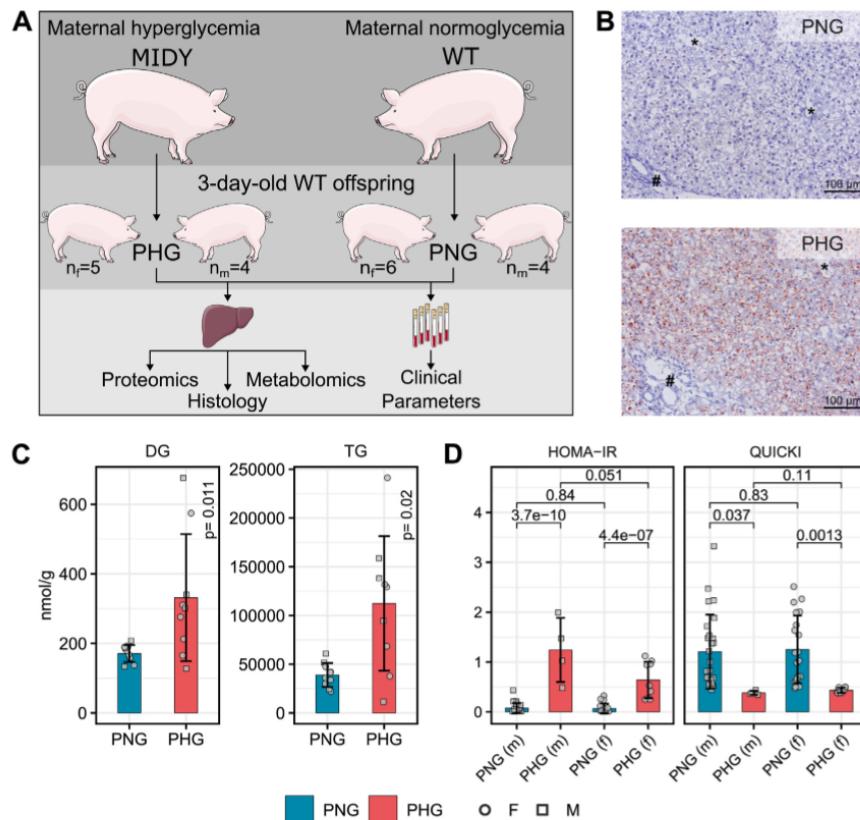 A
Maternal hyperglycemia
MIDY
Maternal normoglycemia
WT
3-day-old WT offspring
PHG
nf=5
nm=4
PNG
nf=6
nm=4
Proteomics
Histology
Metabolomics
Clinical
Parameters
B
PNG
*
*
#
100 µm
PHG
*
#
100 µm
C
DG
TG
nmol/g
600
400
200
0
p= 0.011
PNG
PHG
250000
200000
150000
100000
50000
0
p= 0.02
PNG
PHG
D
HOMA−IR
QUICKI
4
3
2
1
0
0.051
0.84
3.7e−10
4.4e−07
0.11
0.83
0.037
0.0013
PNG (m)
PHG (m)
PNG (f)
PHG (f)
PNG (m)
PHG (m)
PNG (f)
PHG (f)
PNG
PHG
F
M